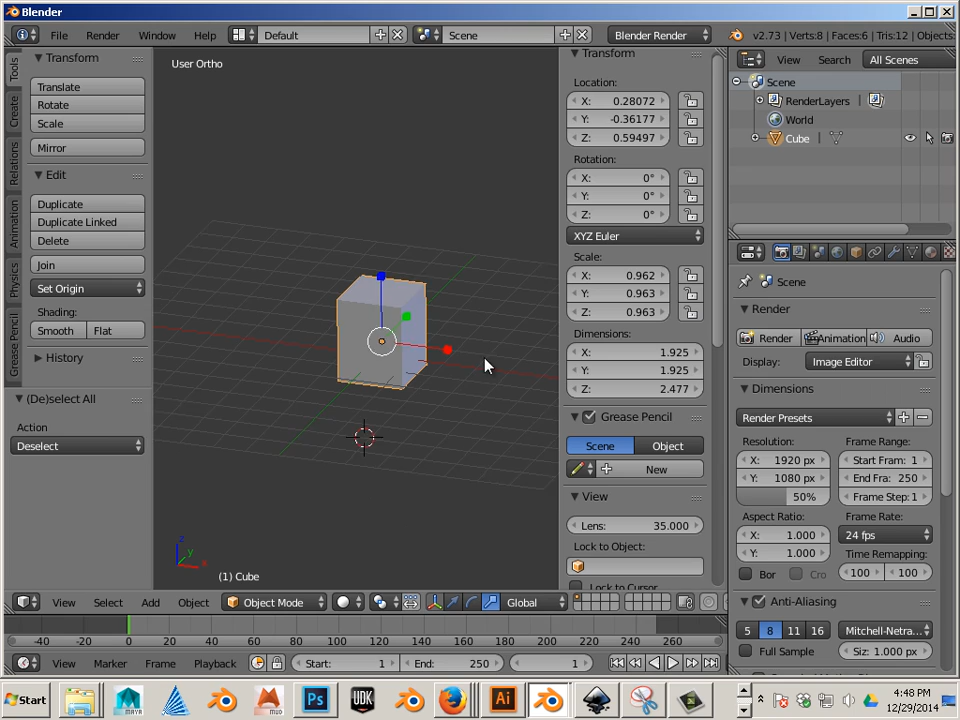 Blender
File Render Window Help Default Scene Blender Render v2.73 | Verts:8 | Faces:6 | Tris:12 | Objects:
Tools
Create
Relations
Animation
Physics
Grease Pencil
Transform
Translate
Rotate
Scale
Mirror
Edit
Duplicate
Duplicate Linked
Delete
Join
Set Origin
Shading:
Smooth Flat
History
(De)select All
Action
Deselect
User Ortho
z
y
x
(1) Cube
Transform
Location:
X: 0.28072
Y: -0.36177
Z: 0.59497
Rotation:
X: 0°
Y: 0°
Z: 0°
XYZ Euler
Scale:
X: 0.962
Y: 0.963
Z: 0.963
Dimensions:
X: 1.925
Y: 1.925
Z: 2.477
Grease Pencil
Scene Object
New
View
Lens: 35.000
Lock to Object:
Lock to Cursor
View Search All Scenes
Scene
RenderLayers
World
Cube
Scene
Render
Render Animation Audio
Display: Image Editor
Dimensions
Render Presets
Resolution: Frame Range:
X: 1920 px Start Fram: 1
Y: 1080 px End Fra: 250
50% Frame Step: 1
Aspect Ratio: Frame Rate:
X: 1.000 24 fps
Y: 1.000 Time Remapping:
Bor Cro 100 100
Anti-Aliasing
5 8 11 16 Mitchell-Netra...
Full Sample Siz: 1.000 px
View Select Add Object Object Mode Global
-40 -20 0 20 40 60 80 100 120 140 160 180 200 220 240 260
View Marker Frame Playback Start: 1 End: 250 1
Start MAYA MUD Ps UDK Ai 4:48 PM
12/29/2014